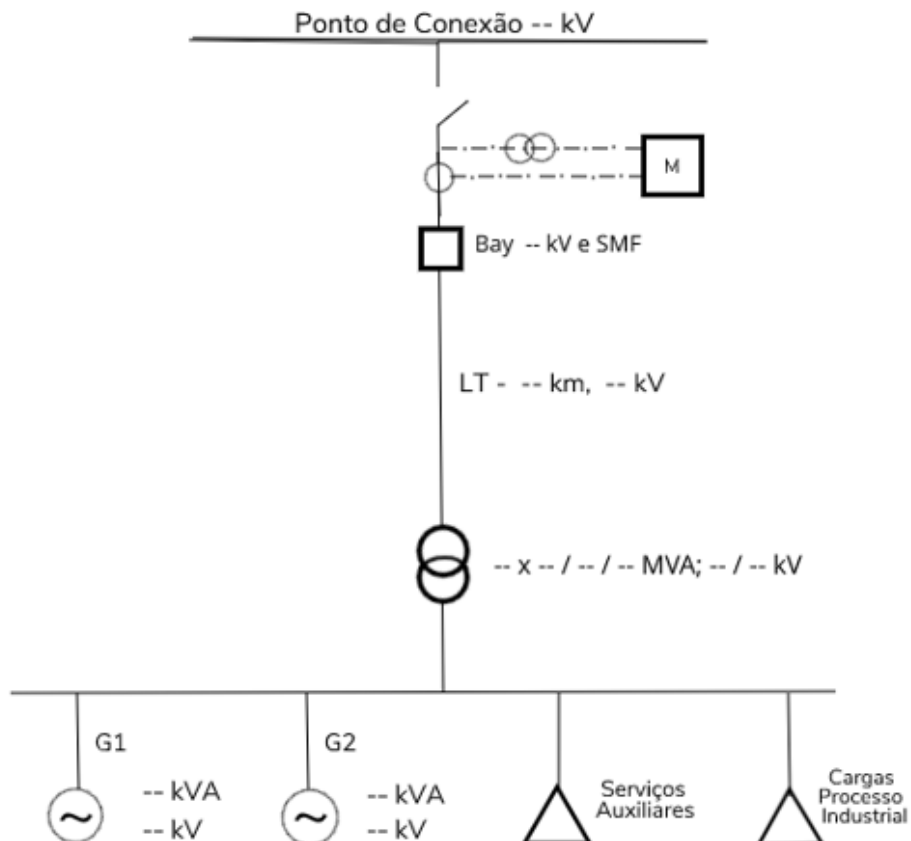 Ponto de Conexão -- kV
M
Bay -- kV e SMF
LT - -- km, -- kV
-- x -- / -- / -- MVA; -- / -- kV
G1
-- kVA
-- kV
G2
-- kVA
-- kV
Serviços
Auxiliares
Cargas
Processo
Industrial